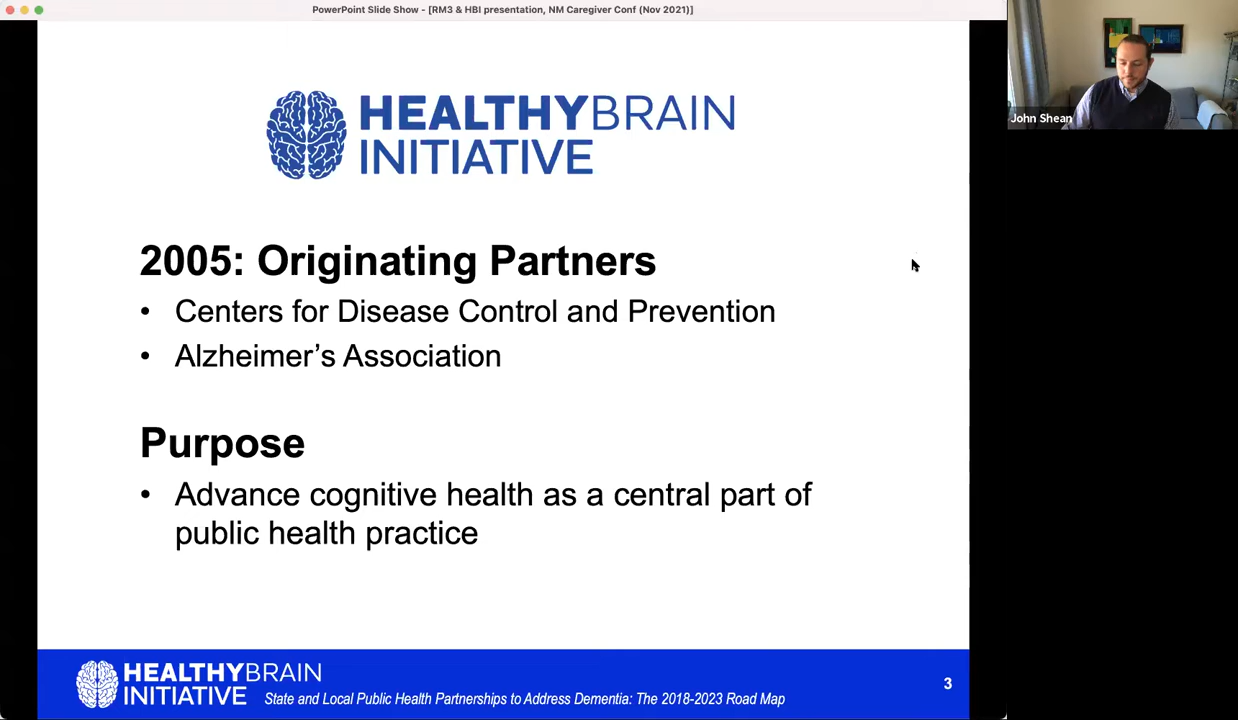 PowerPoint Slide Show - [RM3 & HBI presentation, NM Caregiver Conf (Nov 2021)]
John Shean
HEALTHYBRAIN
INITIATIVE
2005: Originating Partners
• Centers for Disease Control and Prevention
• Alzheimer’s Association
Purpose
• Advance cognitive health as a central part of
public health practice
HEALTHYBRAIN
INITIATIVE
State and Local Public Health Partnerships to Address Dementia: The 2018-2023 Road Map
3